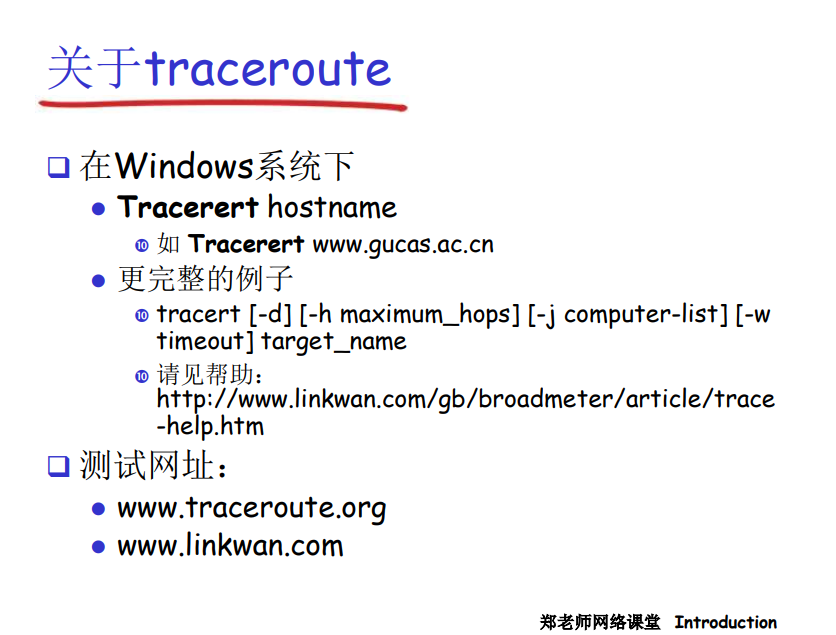 关于traceroute
在Windows系统下
Tracerert hostname
如 Tracerert www.gucas.ac.cn
更完整的例子
tracert [-d] [-h maximum_hops] [-j computer-list] [-w
timeout] target_name
请见帮助：
http://www.linkwan.com/gb/broadmeter/article/trace
-help.htm
测试网址：
www.traceroute.org
www.linkwan.com
郑老师网络课堂 Introduction